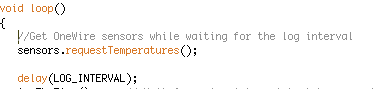 void loop()
{
//Get OneWire sensors while waiting for the log interval
sensors.requestTemperatures();
delay(LOG_INTERVAL);